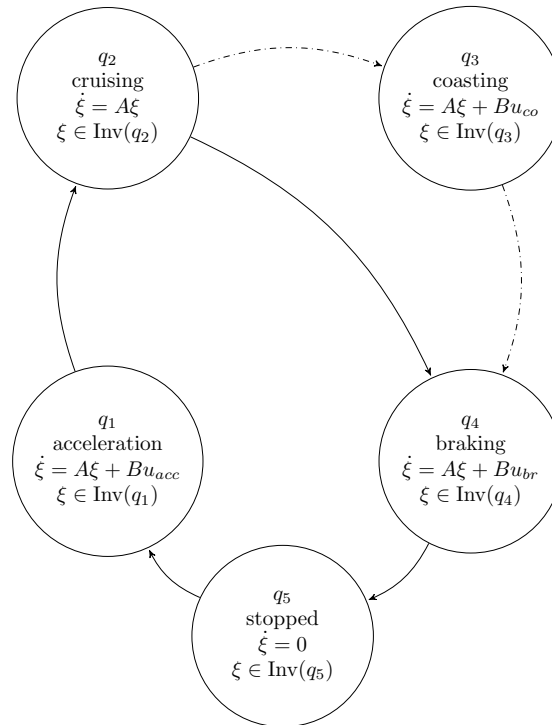 q₂
cruising
ξ̇ = Aξ
ξ ∈ Inv(q₂)
q₃
coasting
ξ̇ = Aξ + Bu_co
ξ ∈ Inv(q₃)
q₁
acceleration
ξ̇ = Aξ + Bu_acc
ξ ∈ Inv(q₁)
q₄
braking
ξ̇ = Aξ + Bu_br
ξ ∈ Inv(q₄)
q₅
stopped
ξ̇ = 0
ξ ∈ Inv(q₅)